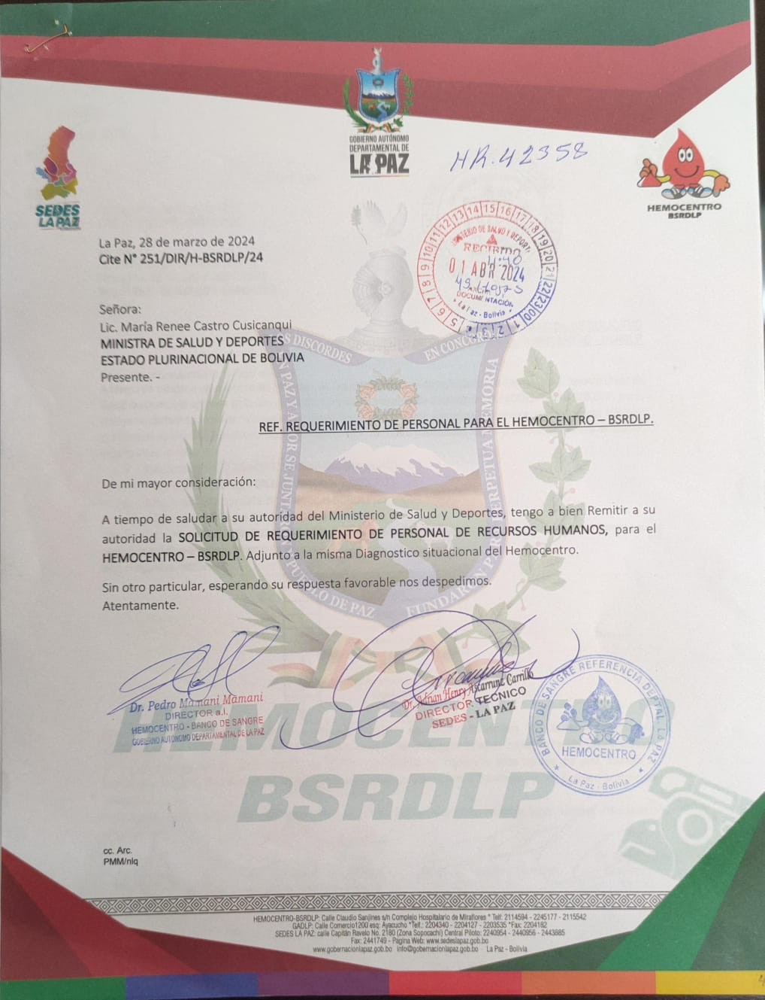 GOBIERNO AUTÓNOMO
DEPARTAMENTAL DE
LA PAZ
HR. 42358
SEDES
LA PAZ
HEMOCENTRO
BSRDLP
La Paz, 28 de marzo de 2024
Cite N° 251/DIR/H-BSRDLP/24
MINISTERIO DE SALUD Y DEPORTES
RECIBIDO
01 ABR 2024
DOCUMENTACIÓN
La Paz - Bolivia
Señora:
Lic. María Renee Castro Cusicanqui
MINISTRA DE SALUD Y DEPORTES
ESTADO PLURINACIONAL DE BOLIVIA
Presente. -
REF. REQUERIMIENTO DE PERSONAL PARA EL HEMOCENTRO – BSRDLP.
De mi mayor consideración:
A tiempo de saludar a su autoridad del Ministerio de Salud y Deportes, tengo a bien Remitir a su
autoridad la SOLICITUD DE REQUERIMIENTO DE PERSONAL DE RECURSOS HUMANOS, para el
HEMOCENTRO – BSRDLP. Adjunto a la misma Diagnostico situacional del Hemocentro.
Sin otro particular, esperando su respuesta favorable nos despedimos.
Atentamente.
Dr. Pedro Mamani Mamani
DIRECTOR a.i.
HEMOCENTRO - BANCO DE SANGRE
GOBIERNO AUTONOMO DEPARTAMENTAL DE LA PAZ
Dr. Adnan Henry Ascarrunz Carrillo
DIRECTOR TECNICO
SEDES - LA PAZ
BANCO DE SANGRE REFERENCIA DEPTAL. LA PAZ
HEMOCENTRO
La Paz - Bolivia
HEMOCENTRO
BSRDLP
cc. Arc.
PMM/nlq
HEMOCENTRO-BSRDLP: Calle Claudio Sanjines s/n Complejo Hospitalario de Miraflores * Telf: 2114594 - 2245177 - 2115542
GADLP: Calle Comercio1200 esq: Ayacucho *Telf.: 2204340 - 2204127 - 2203535 *Fax: 2204182
SEDES LA PAZ: calle Capitán Ravelo No. 2180 (Zona Sopocachi) Central Piloto: 2240954 - 2440956 - 2443885
Fax: 2441749 - Pagina Web: www.sedeslapaz.gob.bo
www.gobernacionlapaz.gob.bo info@gobernacionlapaz.gob.bo La Paz - Bolivia